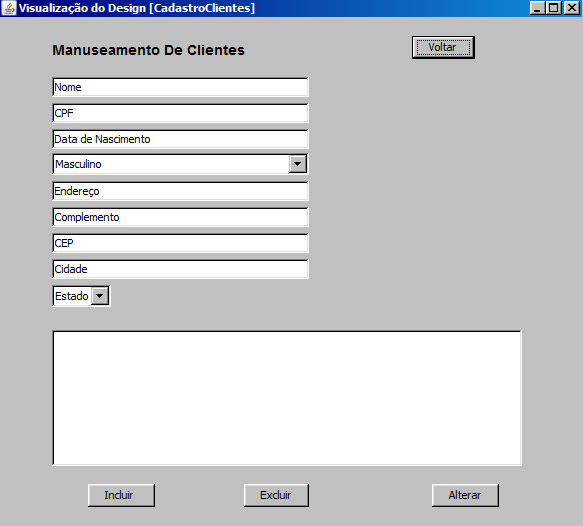 Visualização do Design [CadastroClientes]
Manuseamento De Clientes
Voltar
Nome
CPF
Data de Nascimento
Masculino
Endereço
Complemento
CEP
Cidade
Estado
Incluir
Excluir
Alterar